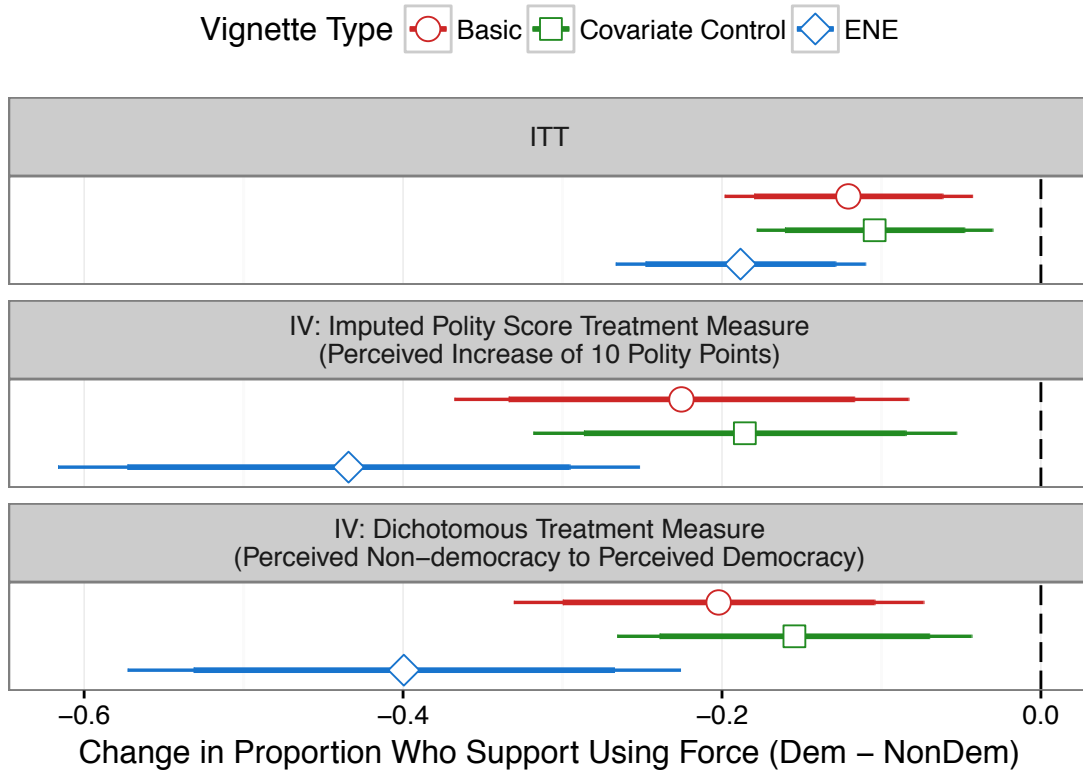 Vignette Type Basic Covariate Control ENE
ITT
IV: Imputed Polity Score Treatment Measure
(Perceived Increase of 10 Polity Points)
IV: Dichotomous Treatment Measure
(Perceived Non−democracy to Perceived Democracy)
−0.6 −0.4 −0.2 0.0
Change in Proportion Who Support Using Force (Dem − NonDem)